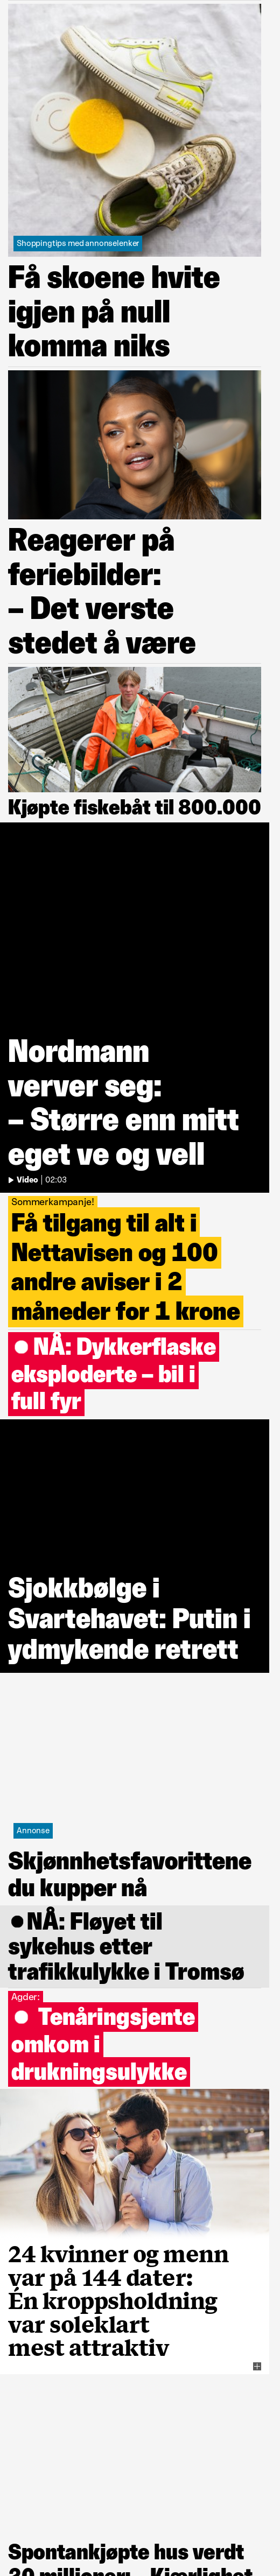 Shoppingtips med annonselenker
Få skoene hvite
igjen på null
komma niks
Reagerer på
feriebilder:
– Det verste
stedet å være
Kjøpte fiskebåt til 800.000
Nordmann
verver seg:
– Større enn mitt
eget ve og vell
Video | 02:03
Sommerkampanje!
Få tilgang til alt i
Nettavisen og 100
andre aviser i 2
måneder for 1 krone
NÅ: Dykkerflaske
eksploderte – bil i
full fyr
Sjokkbølge i
Svartehavet: Putin i
ydmykende retrett
Annonse
Skjønnhetsfavorittene
du kupper nå
NÅ: Fløyet til
sykehus etter
trafikkulykke i Tromsø
Agder:
Tenåringsjente
omkom i
drukningsulykke
24 kvinner og menn
var på 144 dater:
Én kroppsholdning
var soleklart
mest attraktiv
Spontankjøpte hus verdt
30 millioner: – Kjærlighet